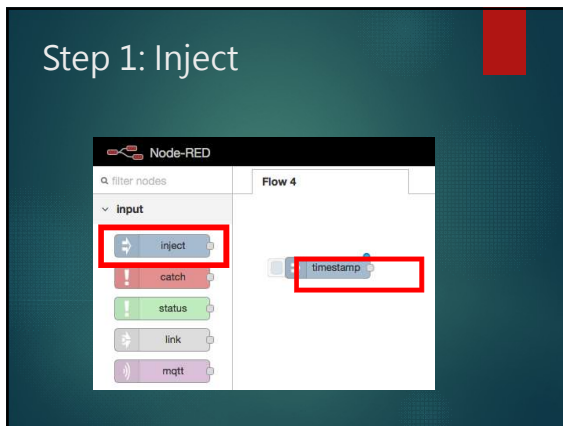 Step 1: Inject
Node-RED
filter nodes
Flow 4
input
inject
timestamp
catch
status
link
mqtt